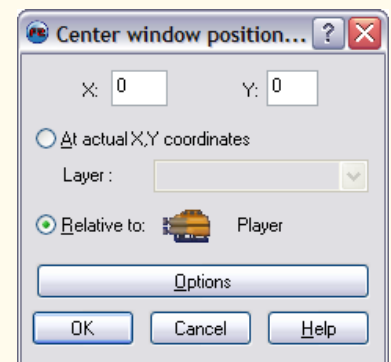 Center window position...
X: 0 Y: 0
At actual X,Y coordinates
Layer :
Relative to: Player
Options
OK Cancel Help